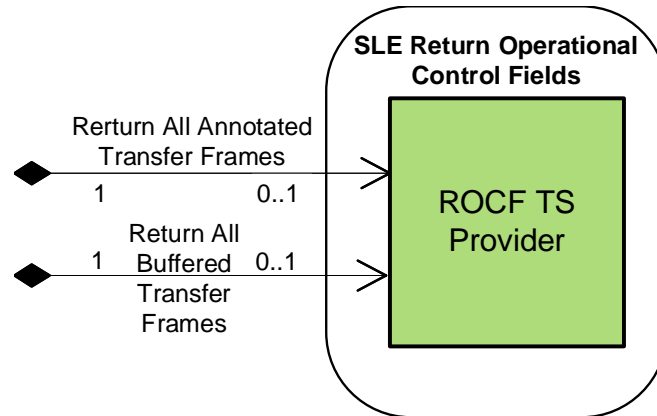 SLE Return Operational
Control Fields
Rerturn All Annotated
Transfer Frames
1 0..1
ROCF TS
Provider
Return All
1 Buffered 0..1
Transfer
Frames